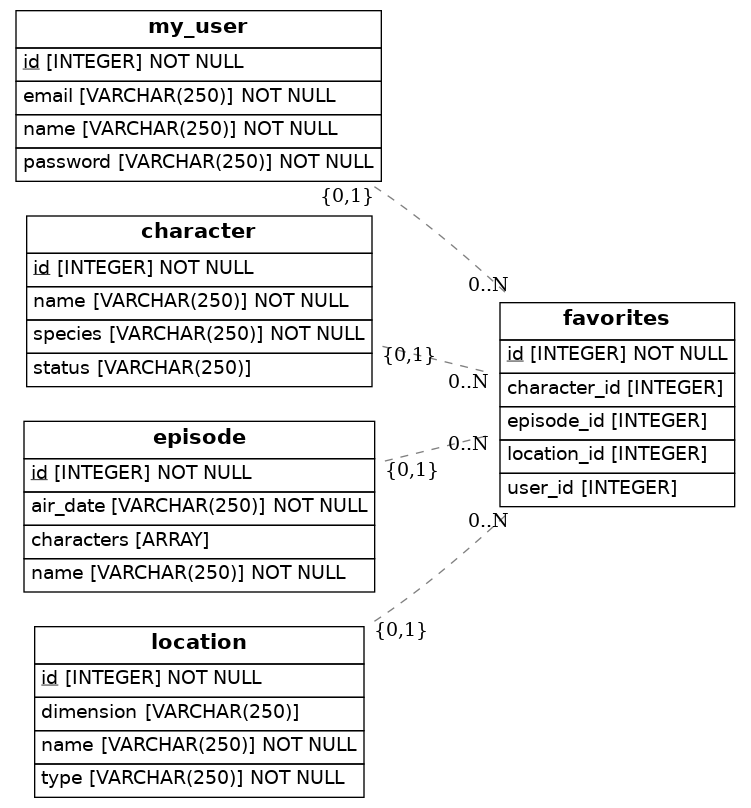 my_user
id [INTEGER] NOT NULL
email [VARCHAR(250)] NOT NULL
name [VARCHAR(250)] NOT NULL
password [VARCHAR(250)] NOT NULL
{0,1}
0..N
character
id [INTEGER] NOT NULL
name [VARCHAR(250)] NOT NULL
species [VARCHAR(250)] NOT NULL
status [VARCHAR(250)]
{0,1}
0..N
episode
id [INTEGER] NOT NULL
air_date [VARCHAR(250)] NOT NULL
characters [ARRAY]
name [VARCHAR(250)] NOT NULL
{0,1}
0..N
location
id [INTEGER] NOT NULL
dimension [VARCHAR(250)]
name [VARCHAR(250)] NOT NULL
type [VARCHAR(250)] NOT NULL
{0,1}
0..N
favorites
id [INTEGER] NOT NULL
character_id [INTEGER]
episode_id [INTEGER]
location_id [INTEGER]
user_id [INTEGER]